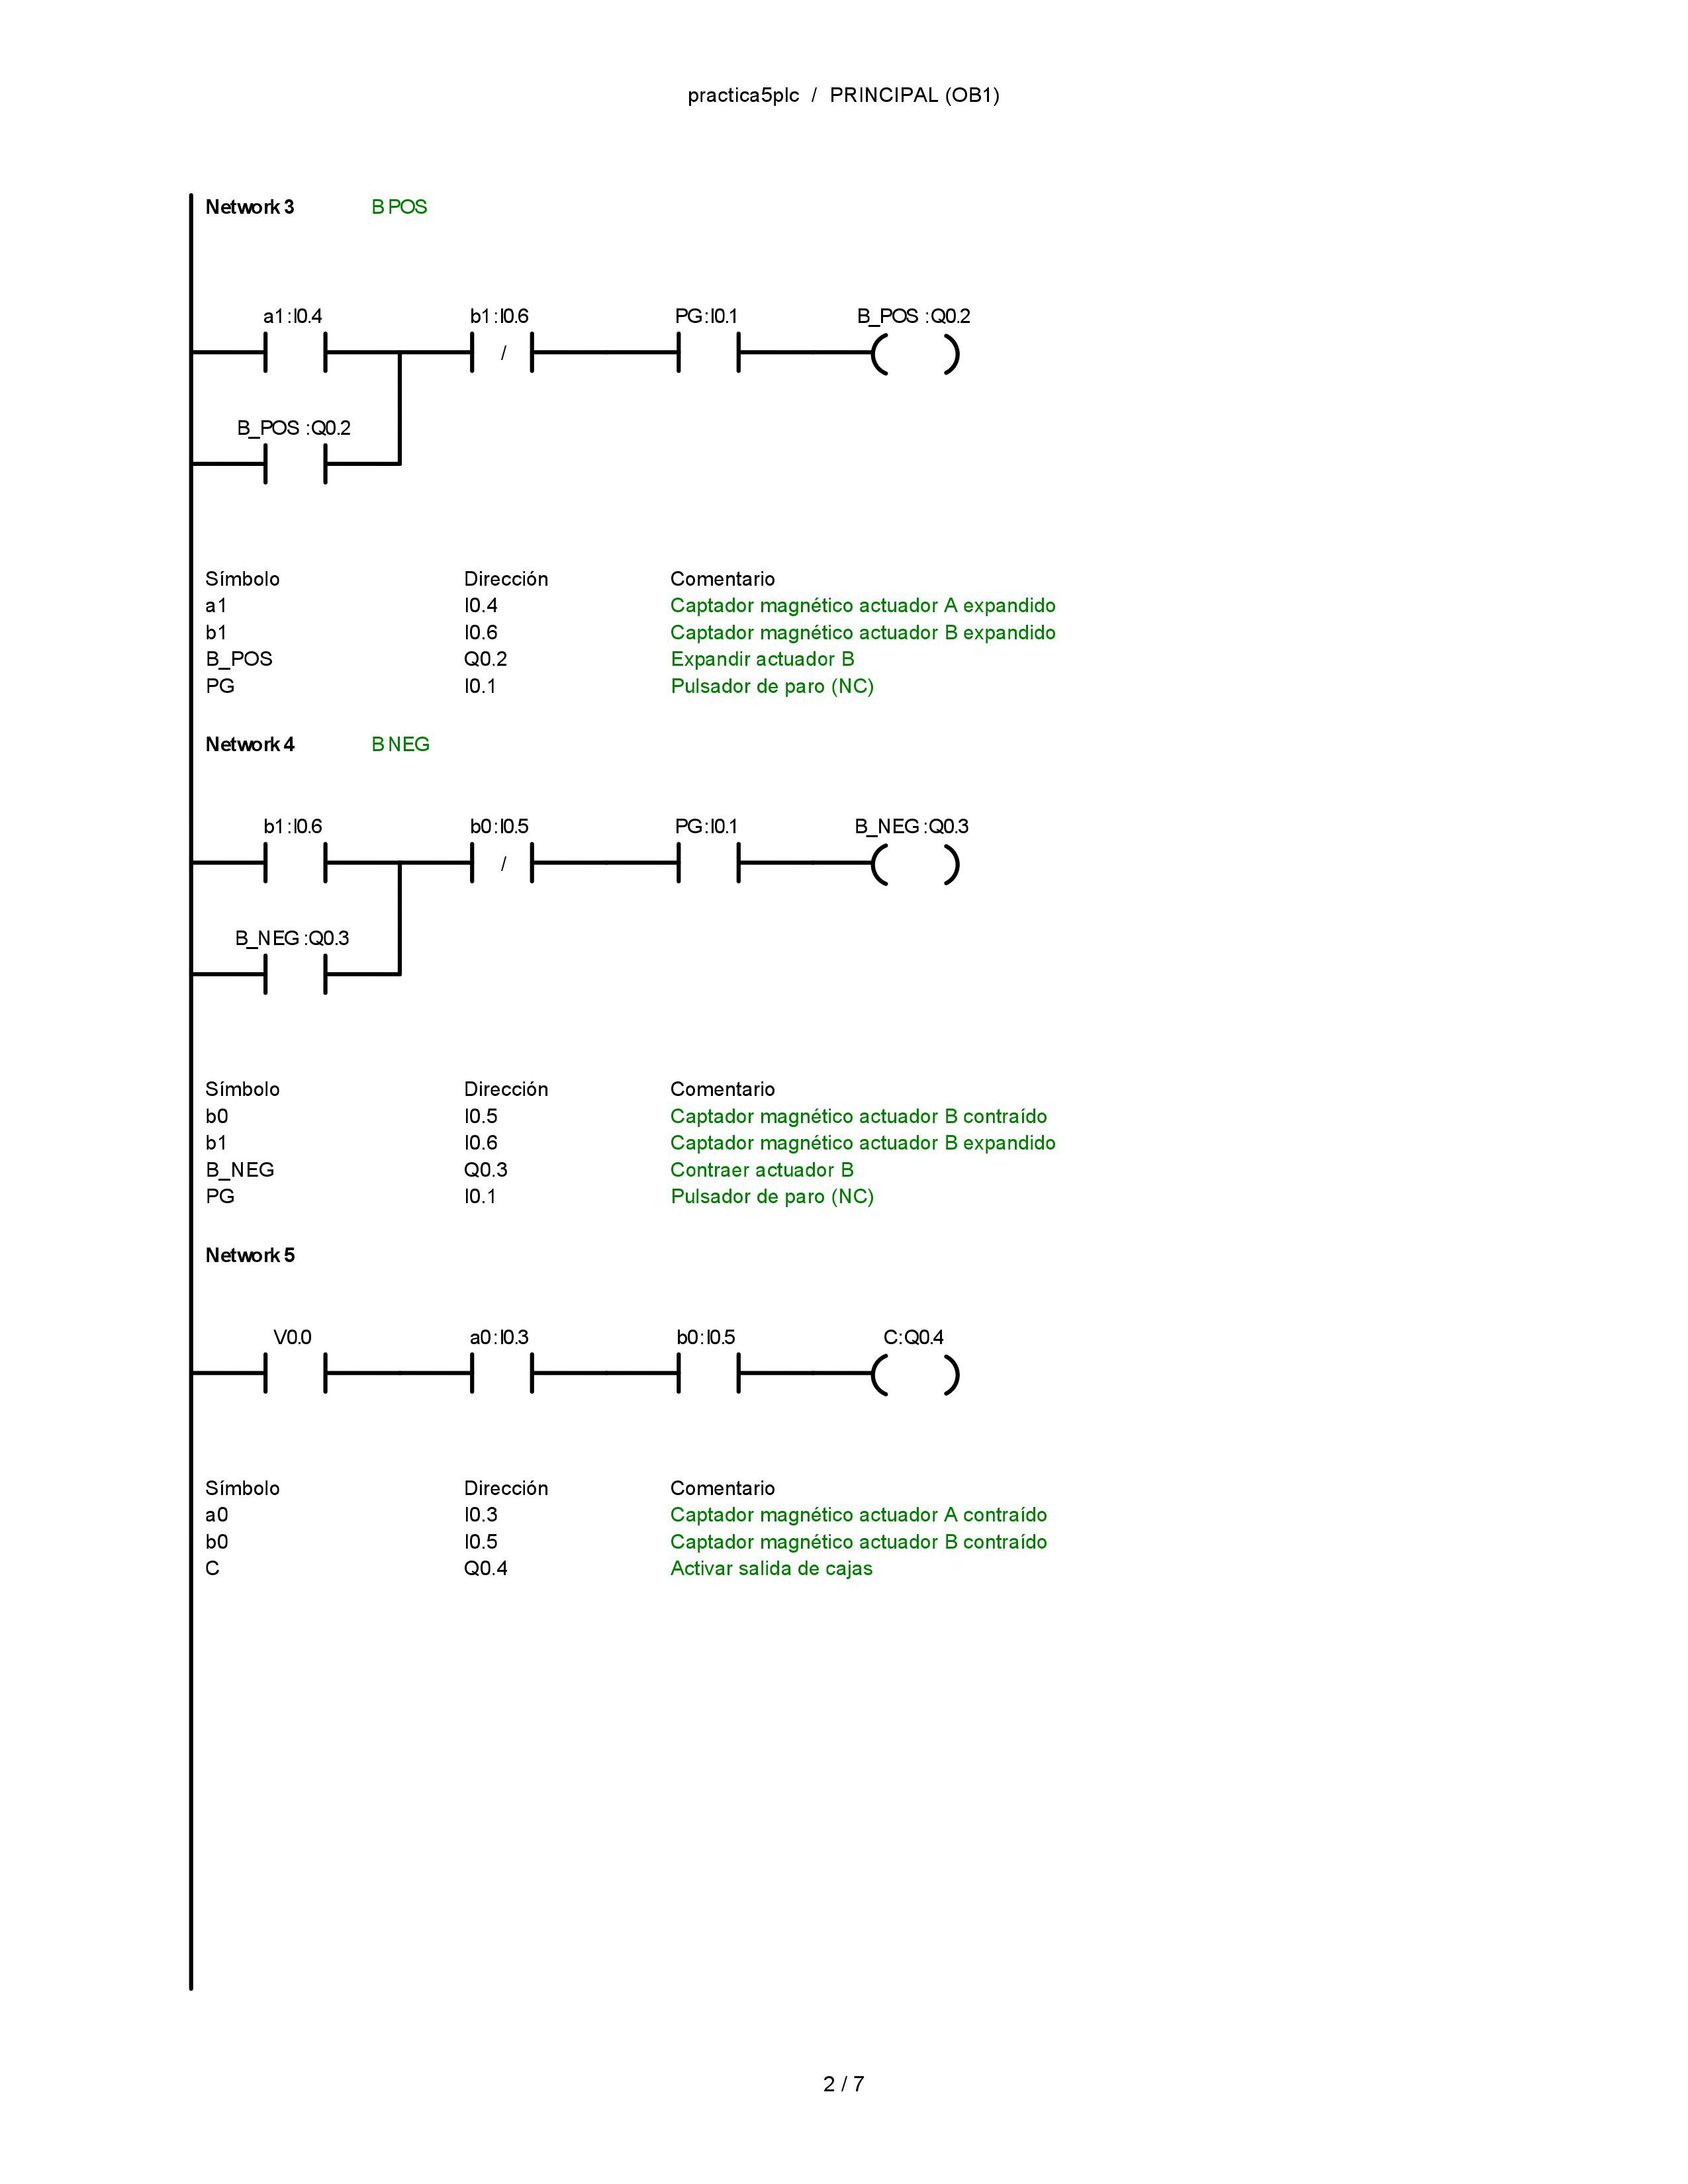 practica5plc / PRINCIPAL (OB1)
Network 3 B POS
a1:I0.4 b1:I0.6 PG:I0.1 B_POS:Q0.2
/
B_POS:Q0.2
Símbolo Dirección Comentario
a1 I0.4 Captador magnético actuador A expandido
b1 I0.6 Captador magnético actuador B expandido
B_POS Q0.2 Expandir actuador B
PG I0.1 Pulsador de paro (NC)
Network 4 B NEG
b1:I0.6 b0:I0.5 PG:I0.1 B_NEG:Q0.3
/
B_NEG:Q0.3
Símbolo Dirección Comentario
b0 I0.5 Captador magnético actuador B contraído
b1 I0.6 Captador magnético actuador B expandido
B_NEG Q0.3 Contraer actuador B
PG I0.1 Pulsador de paro (NC)
Network 5
V0.0 a0:I0.3 b0:I0.5 C:Q0.4
Símbolo Dirección Comentario
a0 I0.3 Captador magnético actuador A contraído
b0 I0.5 Captador magnético actuador B contraído
C Q0.4 Activar salida de cajas
2 / 7